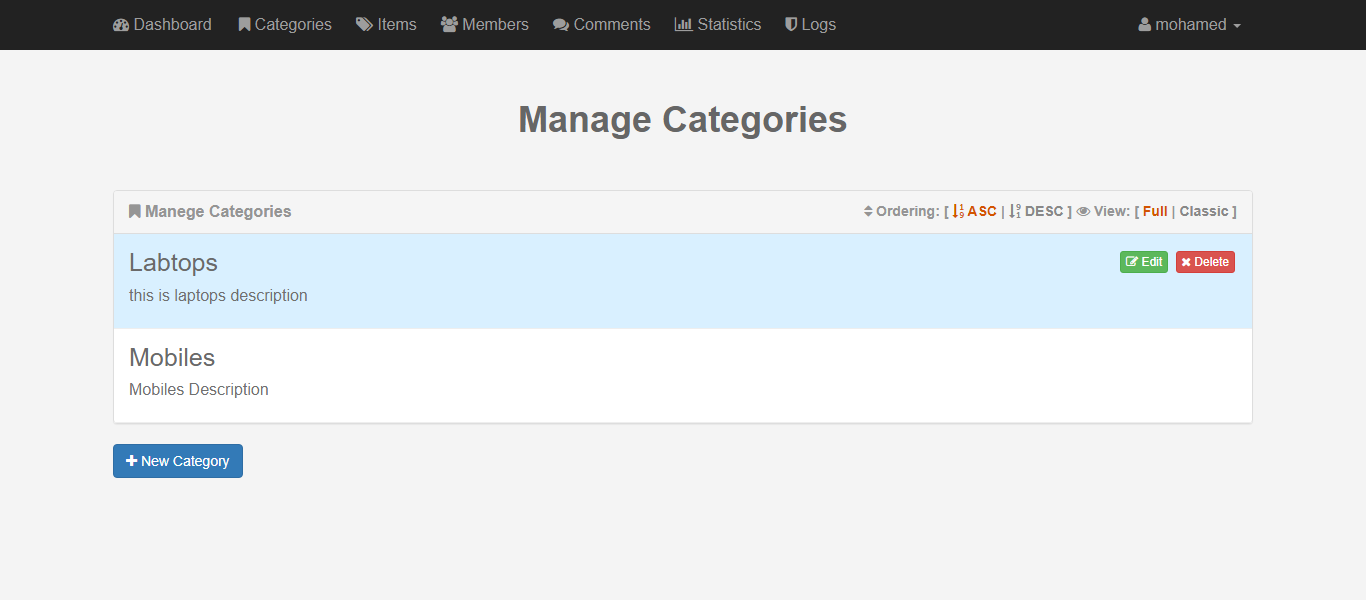 Dashboard Categories Items Members Comments Statistics Logs mohamed
Manage Categories
Manege Categories Ordering: [ ASC | DESC ] View: [ Full | Classic ]
Labtops Edit Delete
this is laptops description
Mobiles
Mobiles Description
New Category